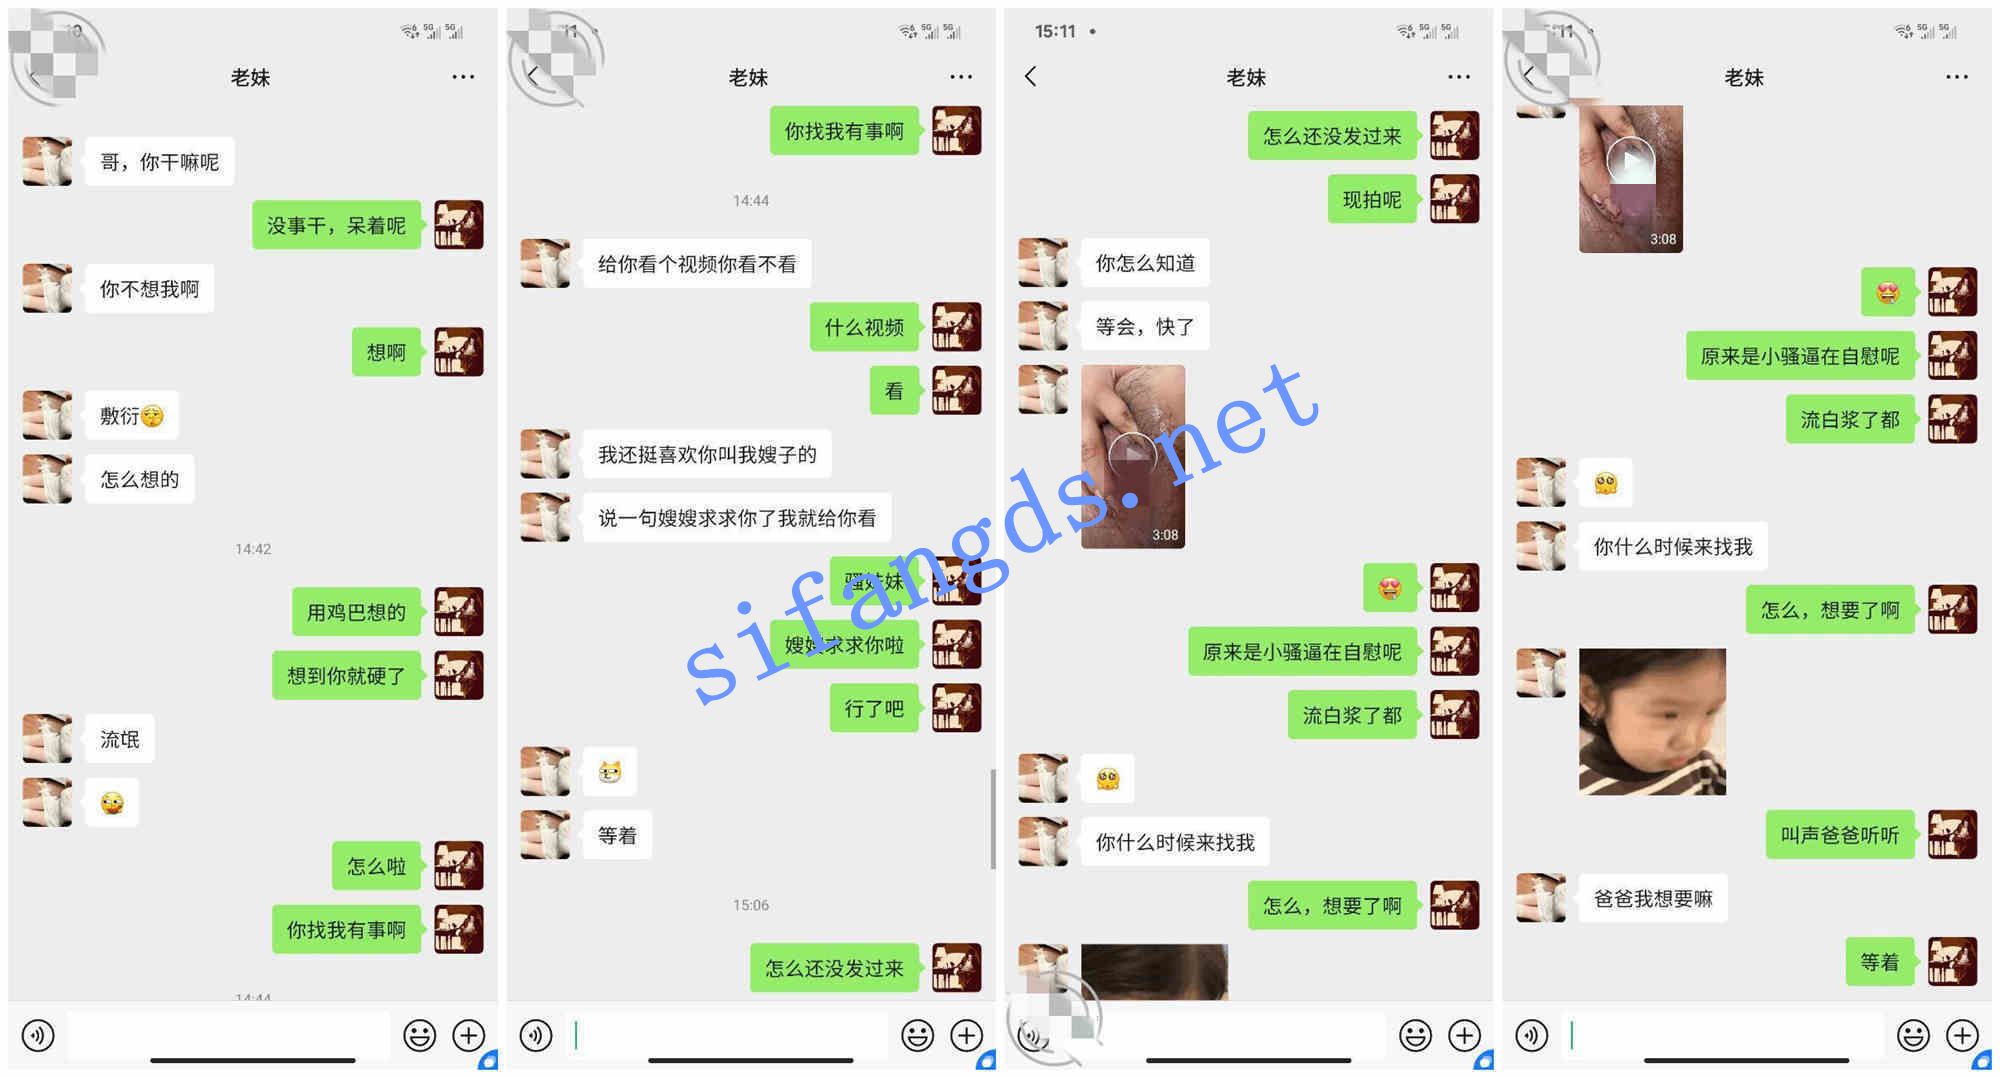 10
老妹
哥，你干嘛呢
没事干，呆着呢
你不想我啊
想啊
敷衍
怎么想的
14:42
用鸡巴想的
想到你就硬了
流氓
怎么啦
你找我有事啊
14:44
11
老妹
你找我有事啊
14:44
给你看个视频你看不看
什么视频
看
我还挺喜欢你叫我嫂子的
说一句嫂嫂求求你了我就给你看
骚妹妹
嫂嫂求求你啦
行了吧
等着
15:06
怎么还没发过来
15:11
老妹
怎么还没发过来
现拍呢
你怎么知道
等会，快了
3:08
原来是小骚逼在自慰呢
流白浆了都
你什么时候来找我
怎么，想要了啊
:11
老妹
3:08
原来是小骚逼在自慰呢
流白浆了都
你什么时候来找我
怎么，想要了啊
叫声爸爸听听
爸爸我想要嘛
等着
sifangds.net